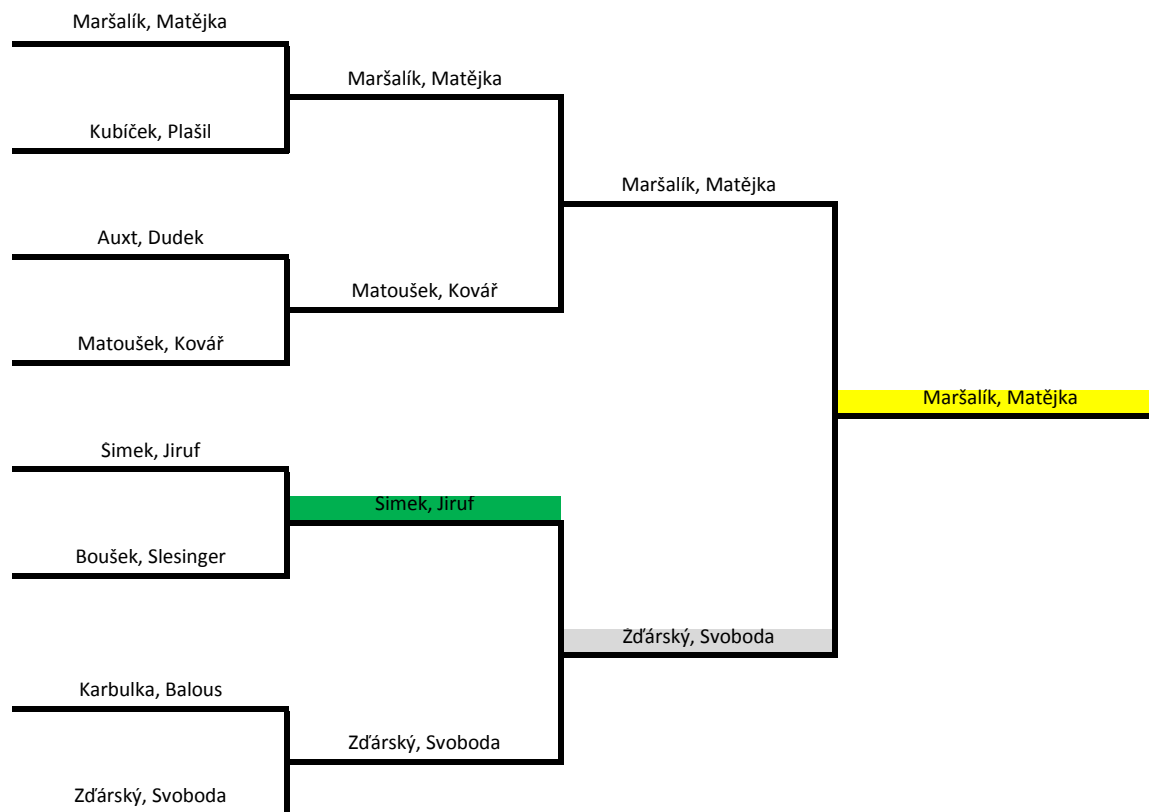 Maršalík, Matějka
Maršalík, Matějka
Kubíček, Plašil
Maršalík, Matějka
Auxt, Dudek
Matoušek, Kovář
Matoušek, Kovář
Maršalík, Matějka
Simek, Jiruf
Simek, Jiruf
Boušek, Slesinger
Zďárský, Svoboda
Karbulka, Balous
Zďárský, Svoboda
Zďárský, Svoboda